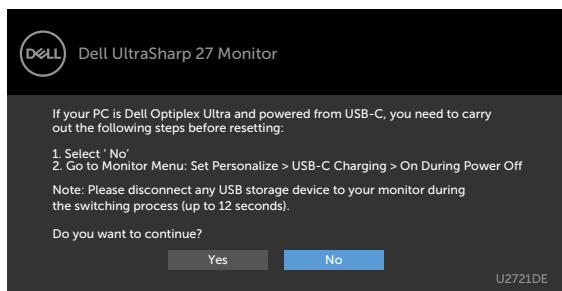 DELL
Dell UltraSharp 27 Monitor
If your PC is Dell Optiplex Ultra and powered from USB-C, you need to carry
out the following steps before resetting:
1. Select ‘ No’
2. Go to Monitor Menu: Set Personalize > USB-C Charging > On During Power Off
Note: Please disconnect any USB storage device to your monitor during
the switching process (up to 12 seconds).
Do you want to continue?
Yes No
U2721DE